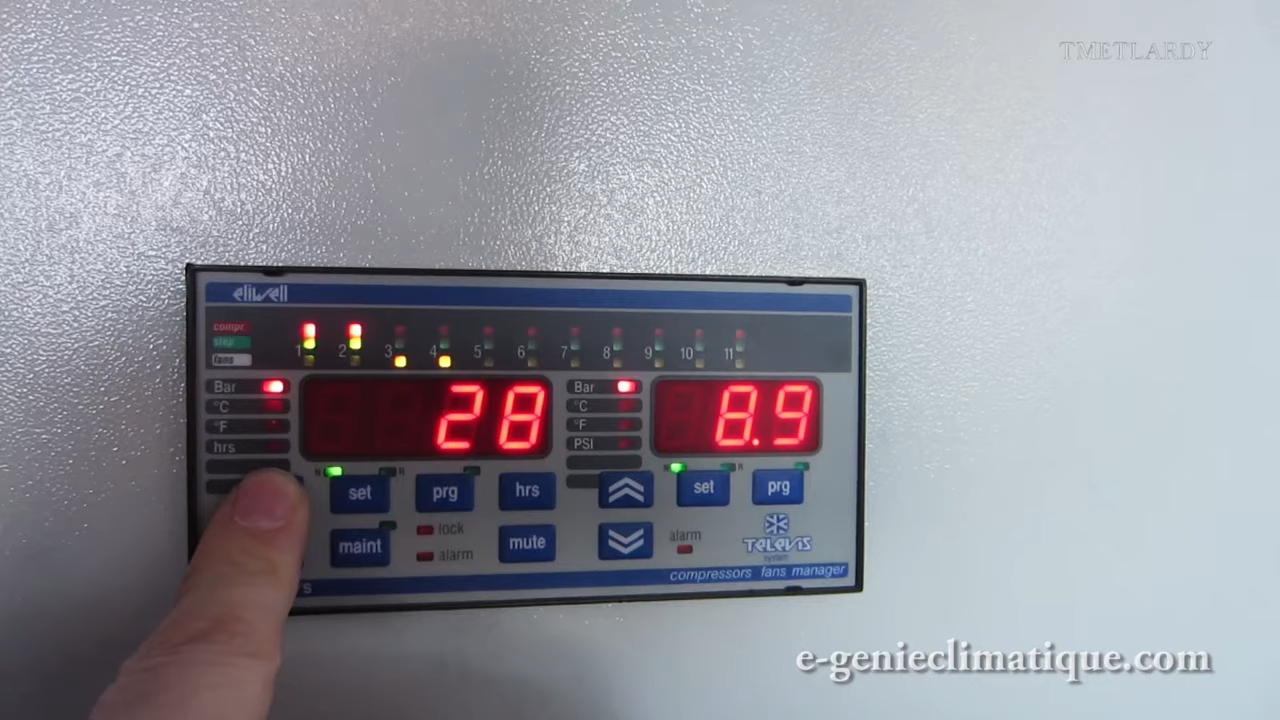 TMETLARDY
eliwell
compr
step
fans
1 2 3 4 5 6 7 8 9 10 11
Bar
°C
°F
hrs
28
Bar
°C
°F
PSI
8.9
N R
set prg hrs
N R
set prg
maint
lock
alarm
mute
alarm
TELEVIS
system
s
compressors fans manager
e-genieclimatique.com